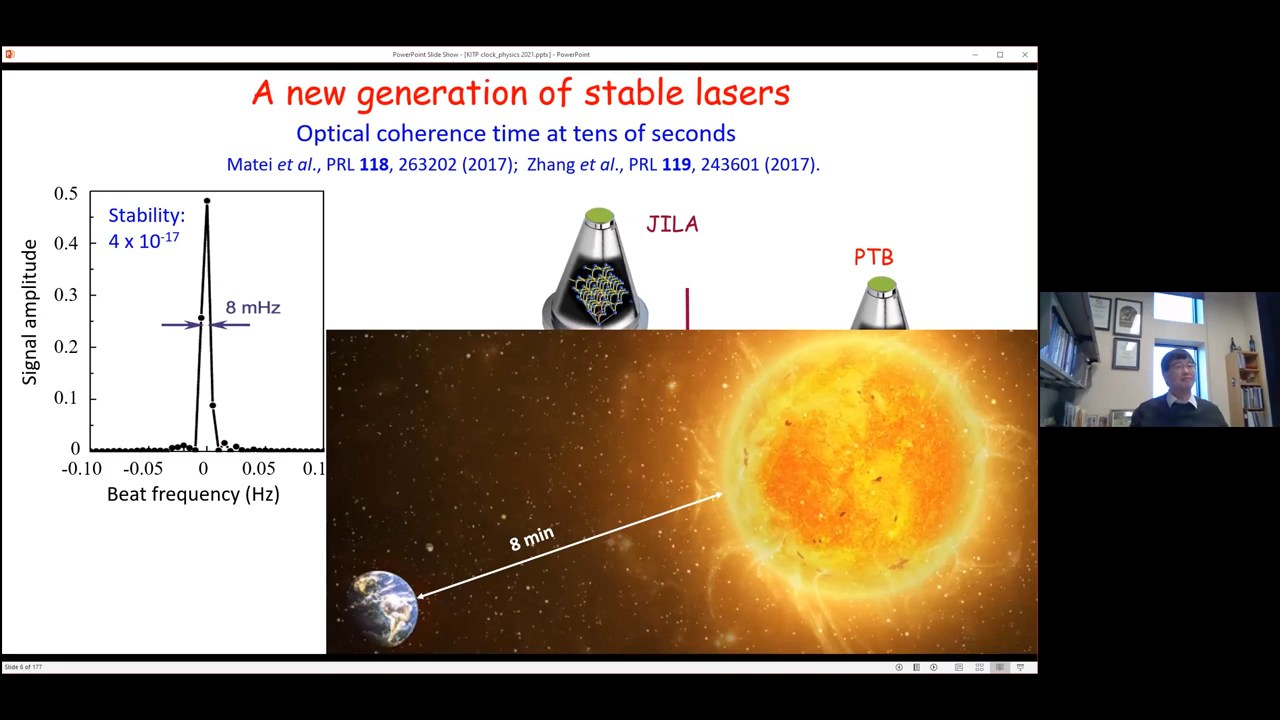 PowerPoint Slide Show - [KITP clock_physics 2021.pptx] - PowerPoint
A new generation of stable lasers
Optical coherence time at tens of seconds
Matei et al., PRL 118, 263202 (2017); Zhang et al., PRL 119, 243601 (2017).
0.5
0.4
0.3
0.2
0.1
0
Signal amplitude
Stability:
4 x 10-17
8 mHz
-0.10 -0.05 0 0.05 0.1
Beat frequency (Hz)
JILA
PTB
8 min
Slide 6 of 177